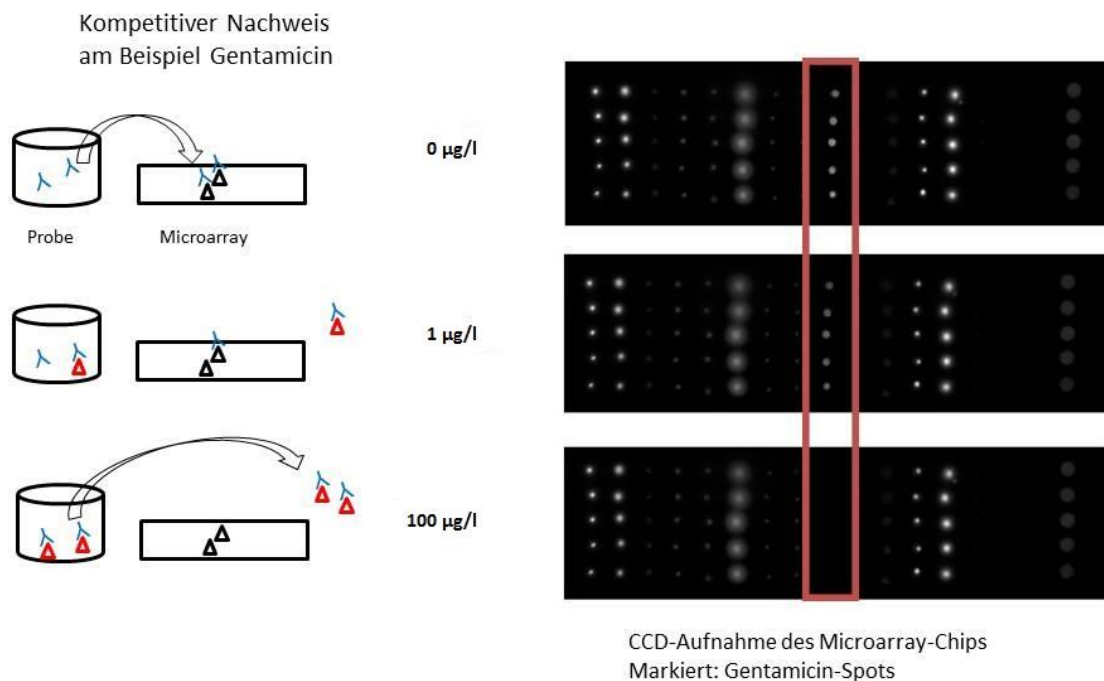 Kompetitiver Nachweis
am Beispiel Gentamicin
0 µg/l
Probe
Microarray
1 µg/l
100 µg/l
CCD-Aufnahme des Microarray-Chips
Markiert: Gentamicin-Spots